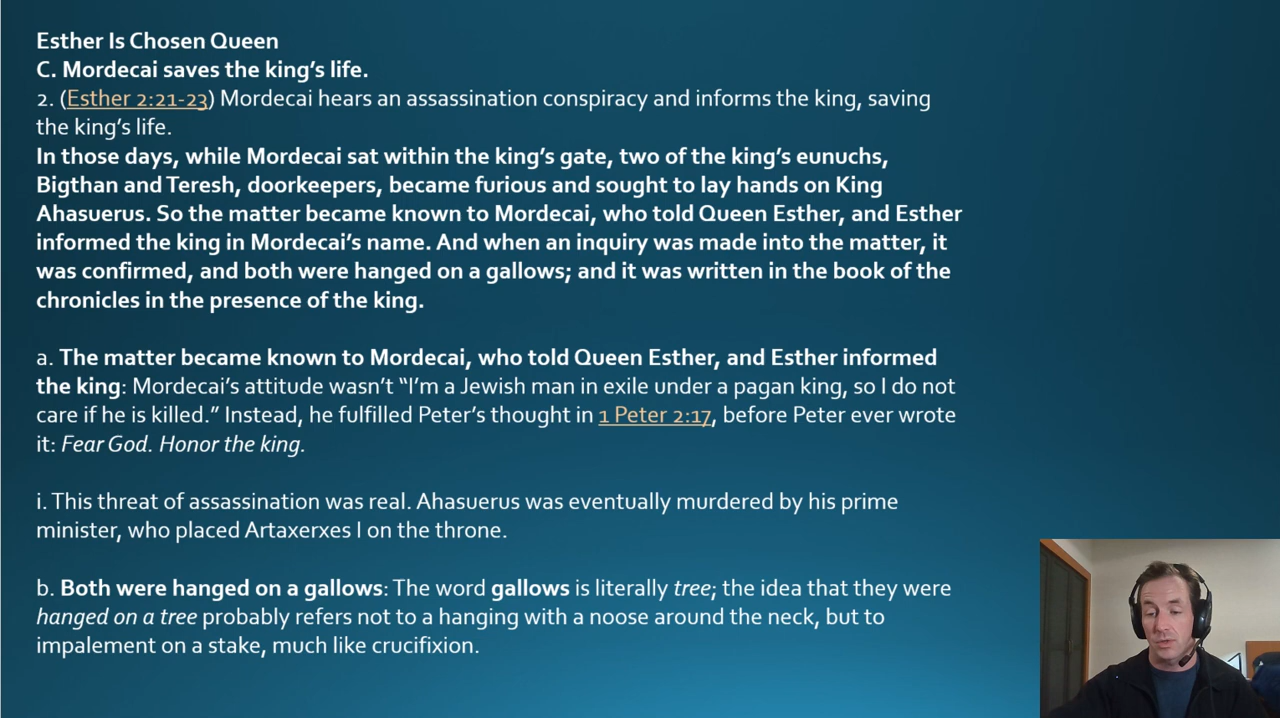 Esther Is Chosen Queen
C. Mordecai saves the king’s life.
2. (Esther 2:21-23) Mordecai hears an assassination conspiracy and informs the king, saving
the king’s life.
In those days, while Mordecai sat within the king’s gate, two of the king’s eunuchs,
Bigthan and Teresh, doorkeepers, became furious and sought to lay hands on King
Ahasuerus. So the matter became known to Mordecai, who told Queen Esther, and Esther
informed the king in Mordecai’s name. And when an inquiry was made into the matter, it
was confirmed, and both were hanged on a gallows; and it was written in the book of the
chronicles in the presence of the king.
a. The matter became known to Mordecai, who told Queen Esther, and Esther informed
the king: Mordecai’s attitude wasn’t “I’m a Jewish man in exile under a pagan king, so I do not
care if he is killed.” Instead, he fulfilled Peter’s thought in 1 Peter 2:17, before Peter ever wrote
it: Fear God. Honor the king.
i. This threat of assassination was real. Ahasuerus was eventually murdered by his prime
minister, who placed Artaxerxes I on the throne.
b. Both were hanged on a gallows: The word gallows is literally tree; the idea that they were
hanged on a tree probably refers not to a hanging with a noose around the neck, but to
impalement on a stake, much like crucifixion.